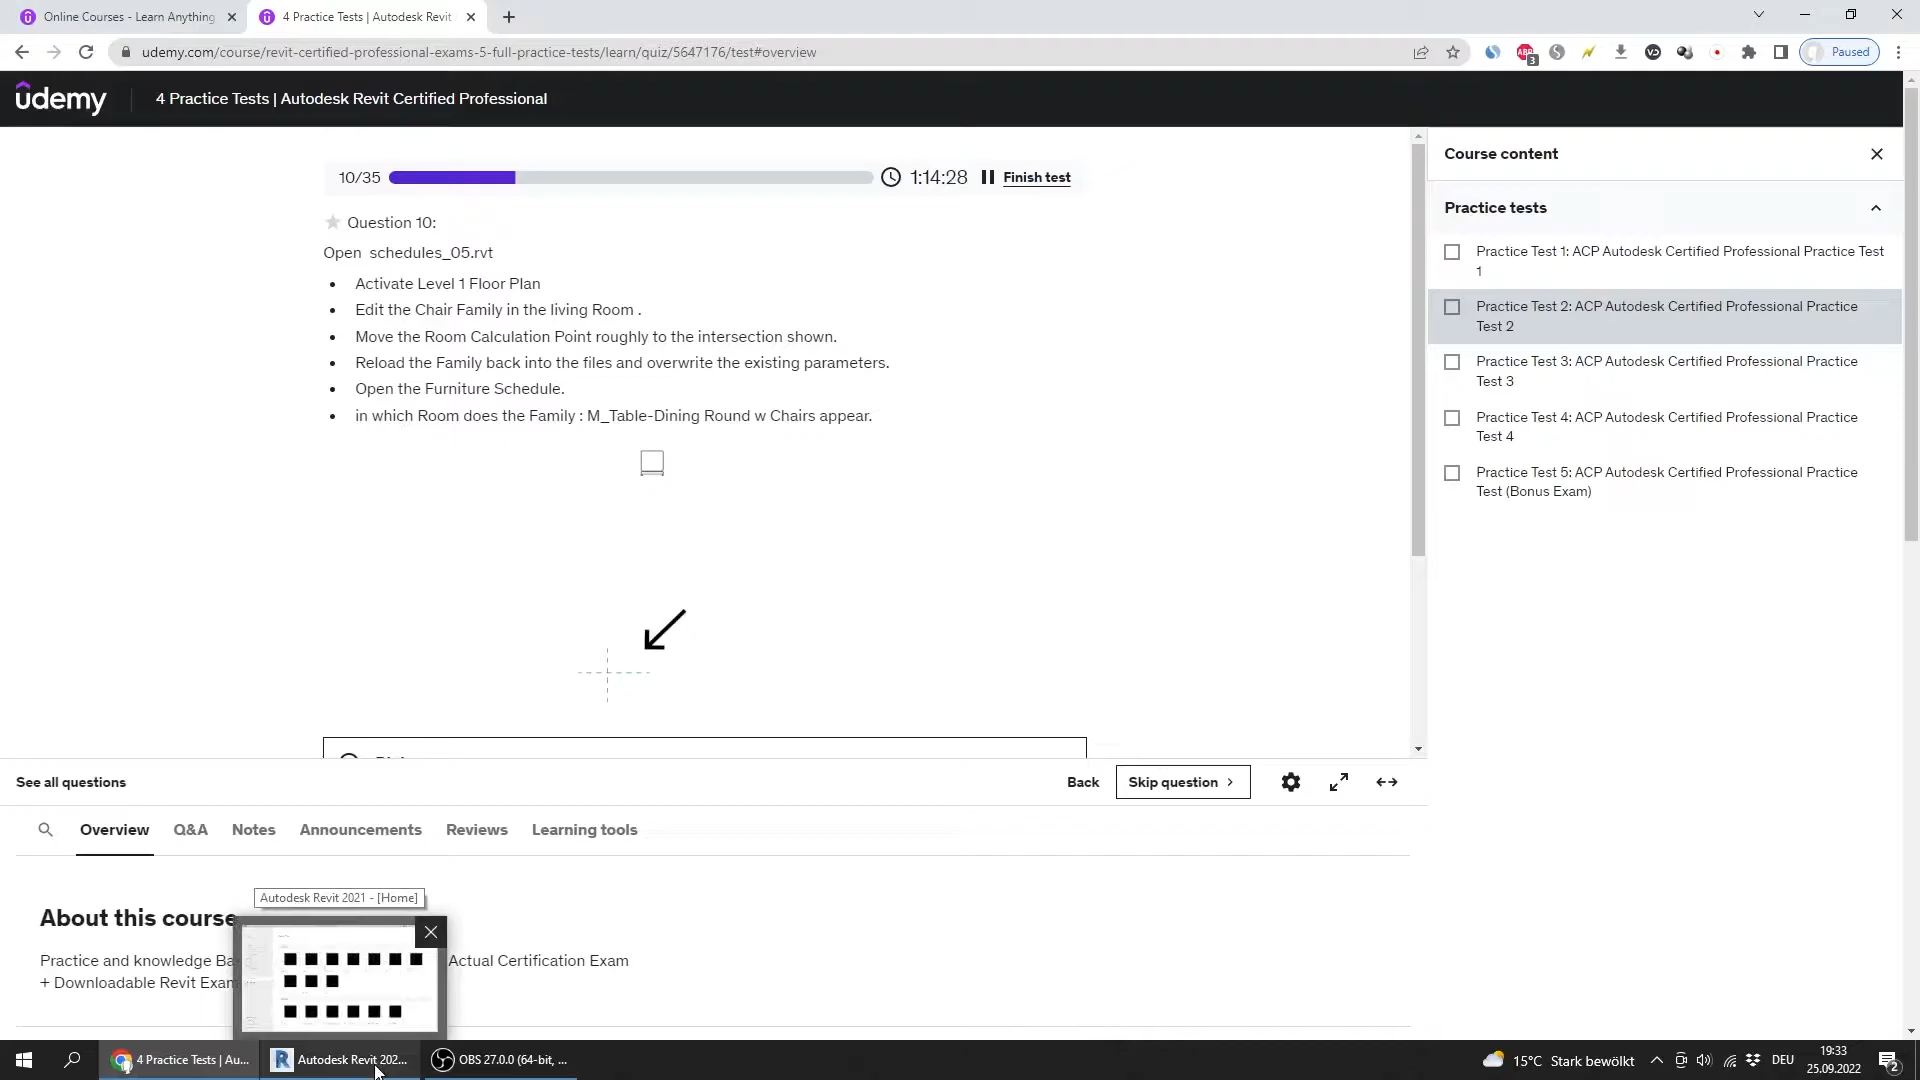 Online Courses - Learn Anything
4 Practice Tests | Autodesk Revit
udemy.com/course/revit-certified-professional-exams-5-full-practice-tests/learn/quiz/5647176/test#overview
ABP
3
VD
Paused
udemy
4 Practice Tests | Autodesk Revit Certified Professional
10/35
1:14:28
Finish test
Question 10:
Open schedules_05.rvt
• Activate Level 1 Floor Plan
• Edit the Chair Family in the living Room .
• Move the Room Calculation Point roughly to the intersection shown.
• Reload the Family back into the files and overwrite the existing parameters.
• Open the Furniture Schedule.
• in which Room does the Family : M_Table-Dining Round w Chairs appear.
Course content
Practice tests
Practice Test 1: ACP Autodesk Certified Professional Practice Test
1
Practice Test 2: ACP Autodesk Certified Professional Practice
Test 2
Practice Test 3: ACP Autodesk Certified Professional Practice
Test 3
Practice Test 4: ACP Autodesk Certified Professional Practice
Test 4
Practice Test 5: ACP Autodesk Certified Professional Practice
Test (Bonus Exam)
See all questions
Back
Skip question
Overview
Q&A
Notes
Announcements
Reviews
Learning tools
Autodesk Revit 2021 - [Home]
About this course
Practice and knowledge Ba
Actual Certification Exam
+ Downloadable Revit Exam
4 Practice Tests | Au...
R
Autodesk Revit 202...
OBS 27.0.0 (64-bit, ...
15°C Stark bewölkt
DEU
19:33
25.09.2022
2